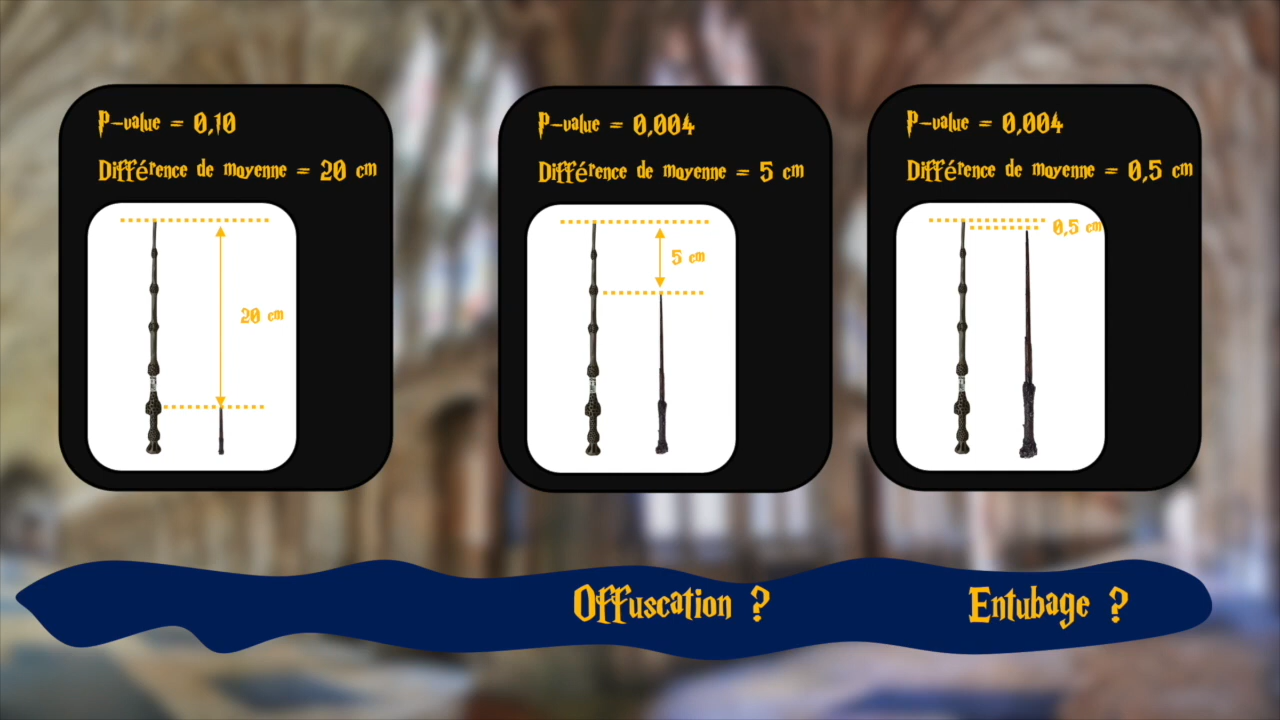 P-value = 0,10
Différence de moyenne = 20 cm
20 cm
P-value = 0,004
Différence de moyenne = 5 cm
5 cm
P-value = 0,004
Différence de moyenne = 0,5 cm
0,5 cm
Offuscation ?
Entubage ?